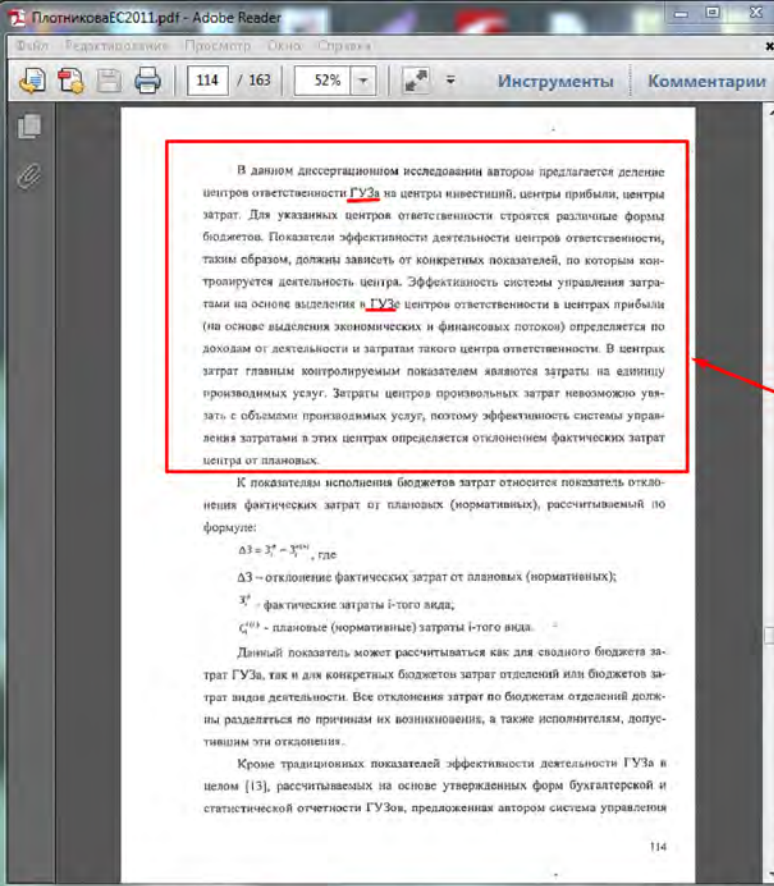 ПлотниковаЕС2011.pdf - Adobe Reader
Файл Редактирование Просмотр Окно Справка
114 / 163 52% Инструменты Комментарии
В данном диссертационном исследовании автором предлагается деление
центров ответственности ГУЗа на центры инвестиций, центры прибыли, центры
затрат. Для указанных центров ответственности строятся различные формы
бюджетов. Показатели эффективности деятельности центров ответственности,
таким образом, должны зависеть от конкретных показателей, по которым кон-
тролируется деятельность центра. Эффективность системы управления затра-
тами на основе выделения в ГУЗе центров ответственности в центрах прибыли
(на основе выделения экономических и финансовых потоков) определяется по
доходам от деятельности и затратам такого центра ответственности. В центрах
затрат главным контролируемым показателем являются затраты на единицу
производимых услуг. Затраты центров произвольных затрат невозможно увя-
зать с объемами производимых услуг, поэтому эффективность системы управ-
ления затратами в этих центрах определяется отклонением фактических затрат
центра от плановых.
К показателям исполнения бюджетов затрат относится показатель откло-
нения фактических затрат от плановых (нормативных), рассчитываемый по
формуле:
, где
ΔЗ – отклонение фактических затрат от плановых (нормативных);
- фактические затраты i-того вида;
- плановые (нормативные) затраты i-того вида.
Данный показатель может рассчитываться как для сводного бюджета за-
трат ГУЗа, так и для конкретных бюджетов затрат отделений или бюджетов за-
трат видов деятельности. Все отклонения затрат по бюджетам отделений долж-
ны разделяться по причинам их возникновения, а также исполнителям, допус-
тившим эти отклонения.
Кроме традиционных показателей эффективности деятельности ГУЗа в
целом [13], рассчитываемых на основе утвержденных форм бухгалтерской и
статистической отчетности ГУЗов, предложенная автором система управления
114